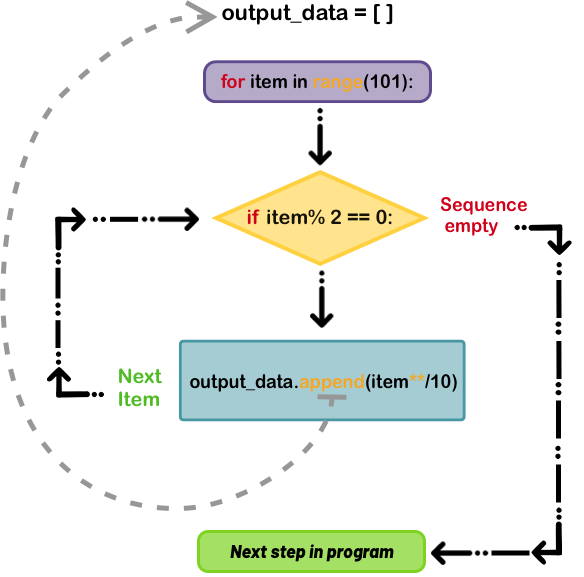 output_data = [ ]
for item in range(101):
if item% 2 == 0:
Sequence
empty
Next
Item
output_data.append(item**/10)
Next step in program